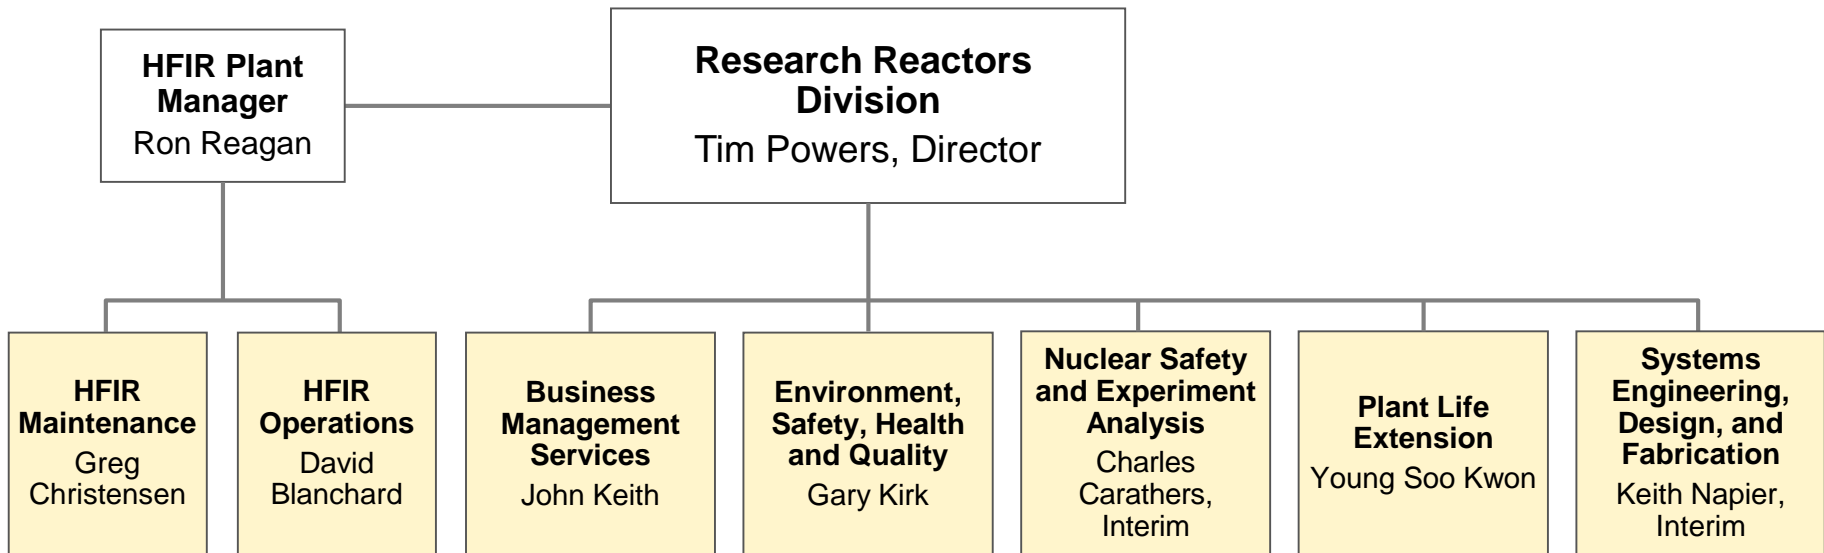 HFIR Plant
Manager
Ron Reagan
Research Reactors
Division
Tim Powers, Director
HFIR
Maintenance
Greg
Christensen
HFIR
Operations
David
Blanchard
Business
Management
Services
John Keith
Environment,
Safety, Health
and Quality
Gary Kirk
Nuclear Safety
and Experiment
Analysis
Charles
Carathers,
Interim
Plant Life
Extension
Young Soo Kwon
Systems
Engineering,
Design, and
Fabrication
Keith Napier,
Interim